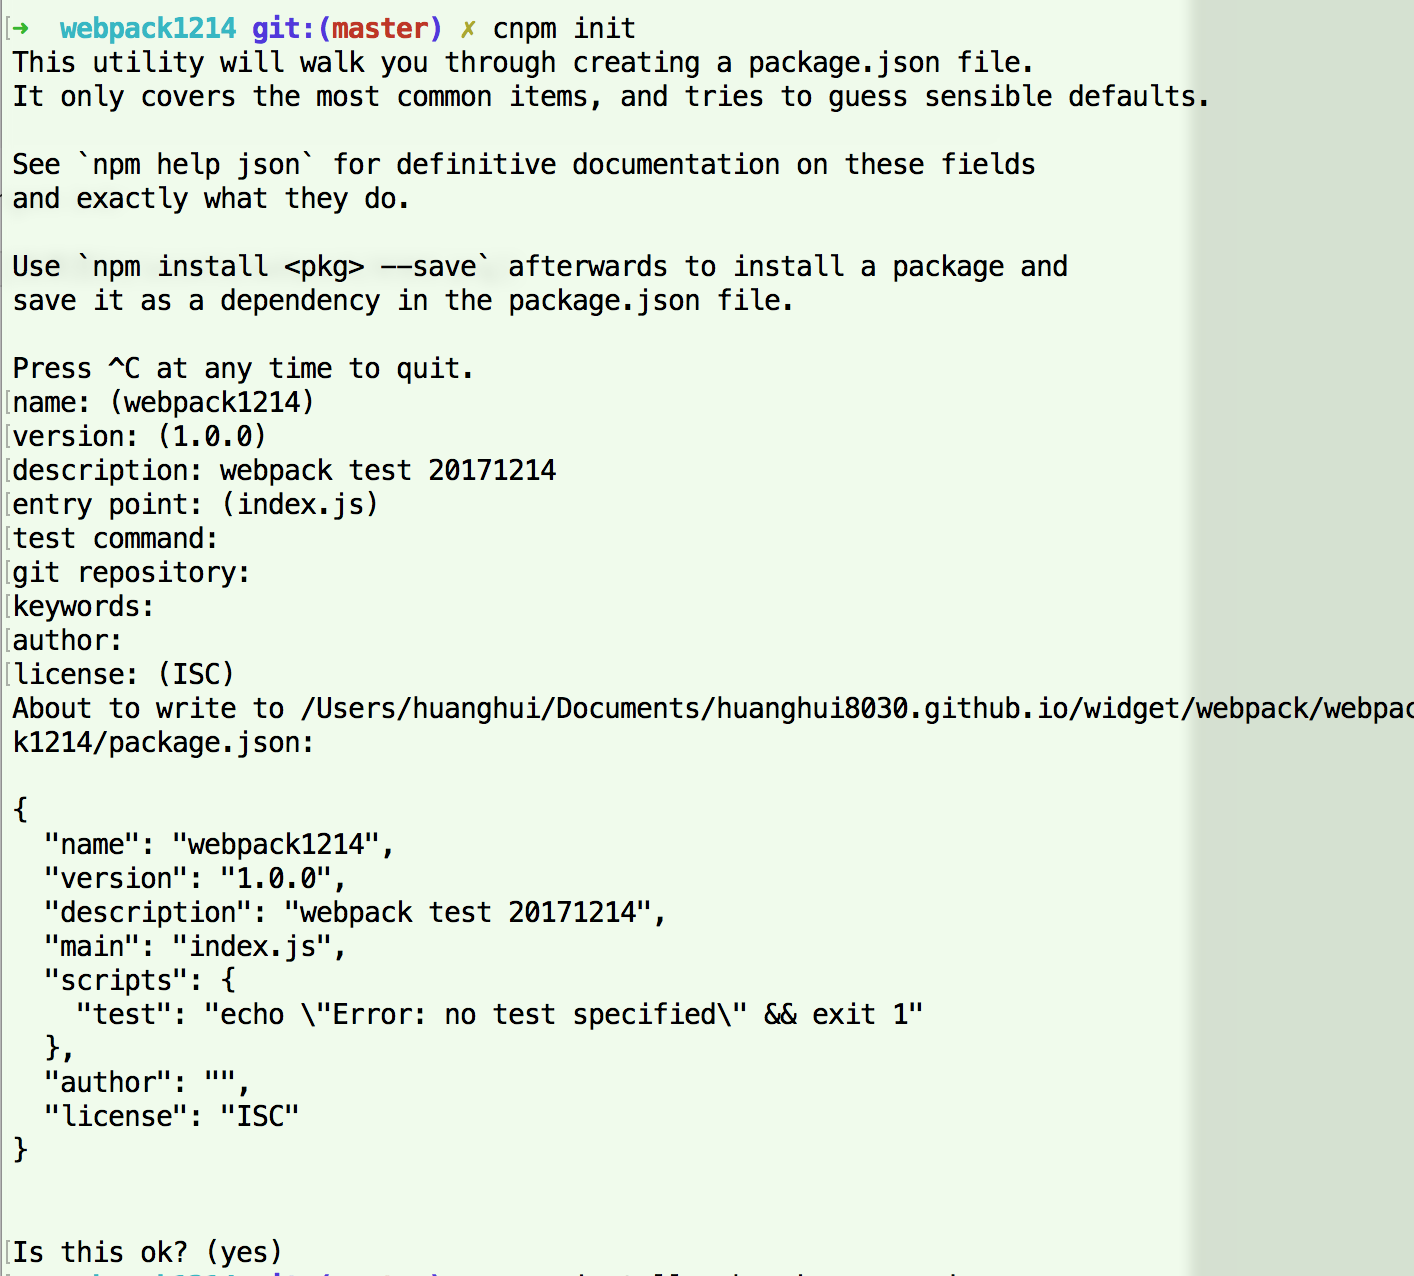 ➜  webpack1214 git:(master) ✗ cnpm init
This utility will walk you through creating a package.json file.
It only covers the most common items, and tries to guess sensible defaults.

See `npm help json` for definitive documentation on these fields
and exactly what they do.

Use `npm install <pkg> --save` afterwards to install a package and
save it as a dependency in the package.json file.

Press ^C at any time to quit.
name: (webpack1214)
version: (1.0.0)
description: webpack test 20171214
entry point: (index.js)
test command:
git repository:
keywords:
author:
license: (ISC)
About to write to /Users/huanghui/Documents/huanghui8030.github.io/widget/webpack/webpac
k1214/package.json:

{
  "name": "webpack1214",
  "version": "1.0.0",
  "description": "webpack test 20171214",
  "main": "index.js",
  "scripts": {
    "test": "echo \"Error: no test specified\" && exit 1"
  },
  "author": "",
  "license": "ISC"
}


Is this ok? (yes)